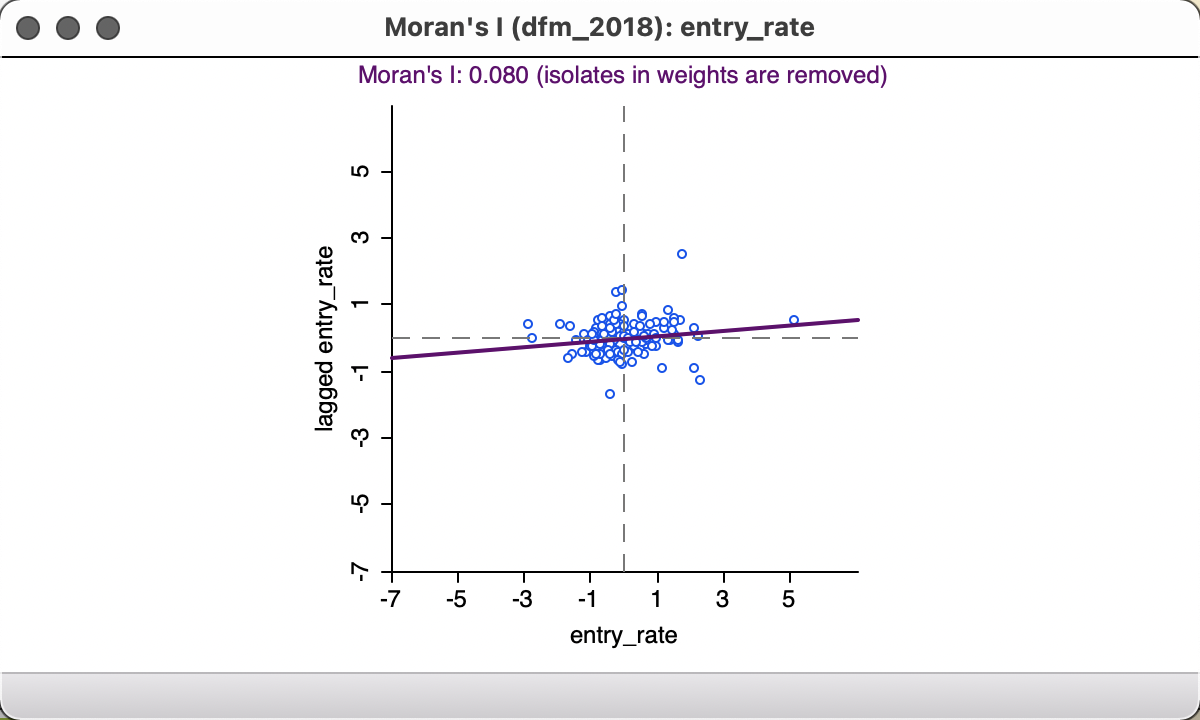 Moran's I (dfm_2018): entry_rate
Moran's I: 0.080 (isolates in weights are removed)
5
3
1
-1
-3
-5
-7
lagged entry_rate
-7 -5 -3 -1 1 3 5
entry_rate